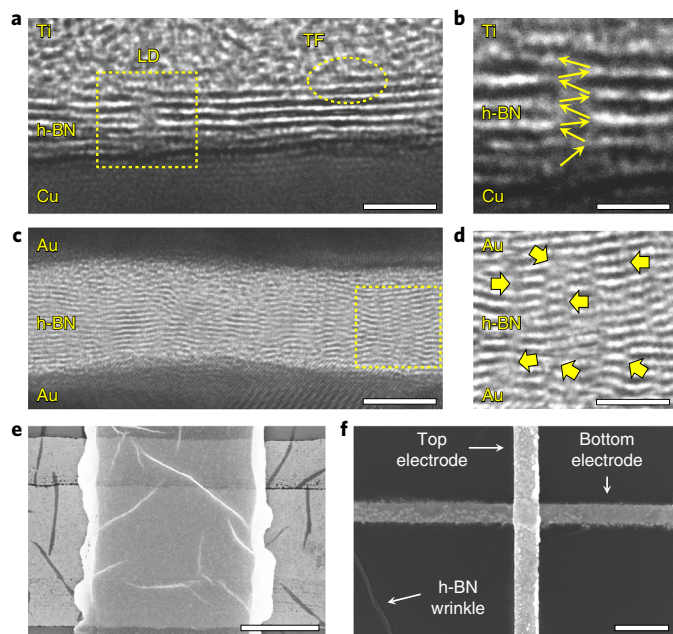 a
Ti
LD
TF
h-BN
Cu
b
Ti
h-BN
Cu
c
Au
h-BN
Au
d
Au
h-BN
Au
e
f
Top
electrode
Bottom
electrode
h-BN
wrinkle